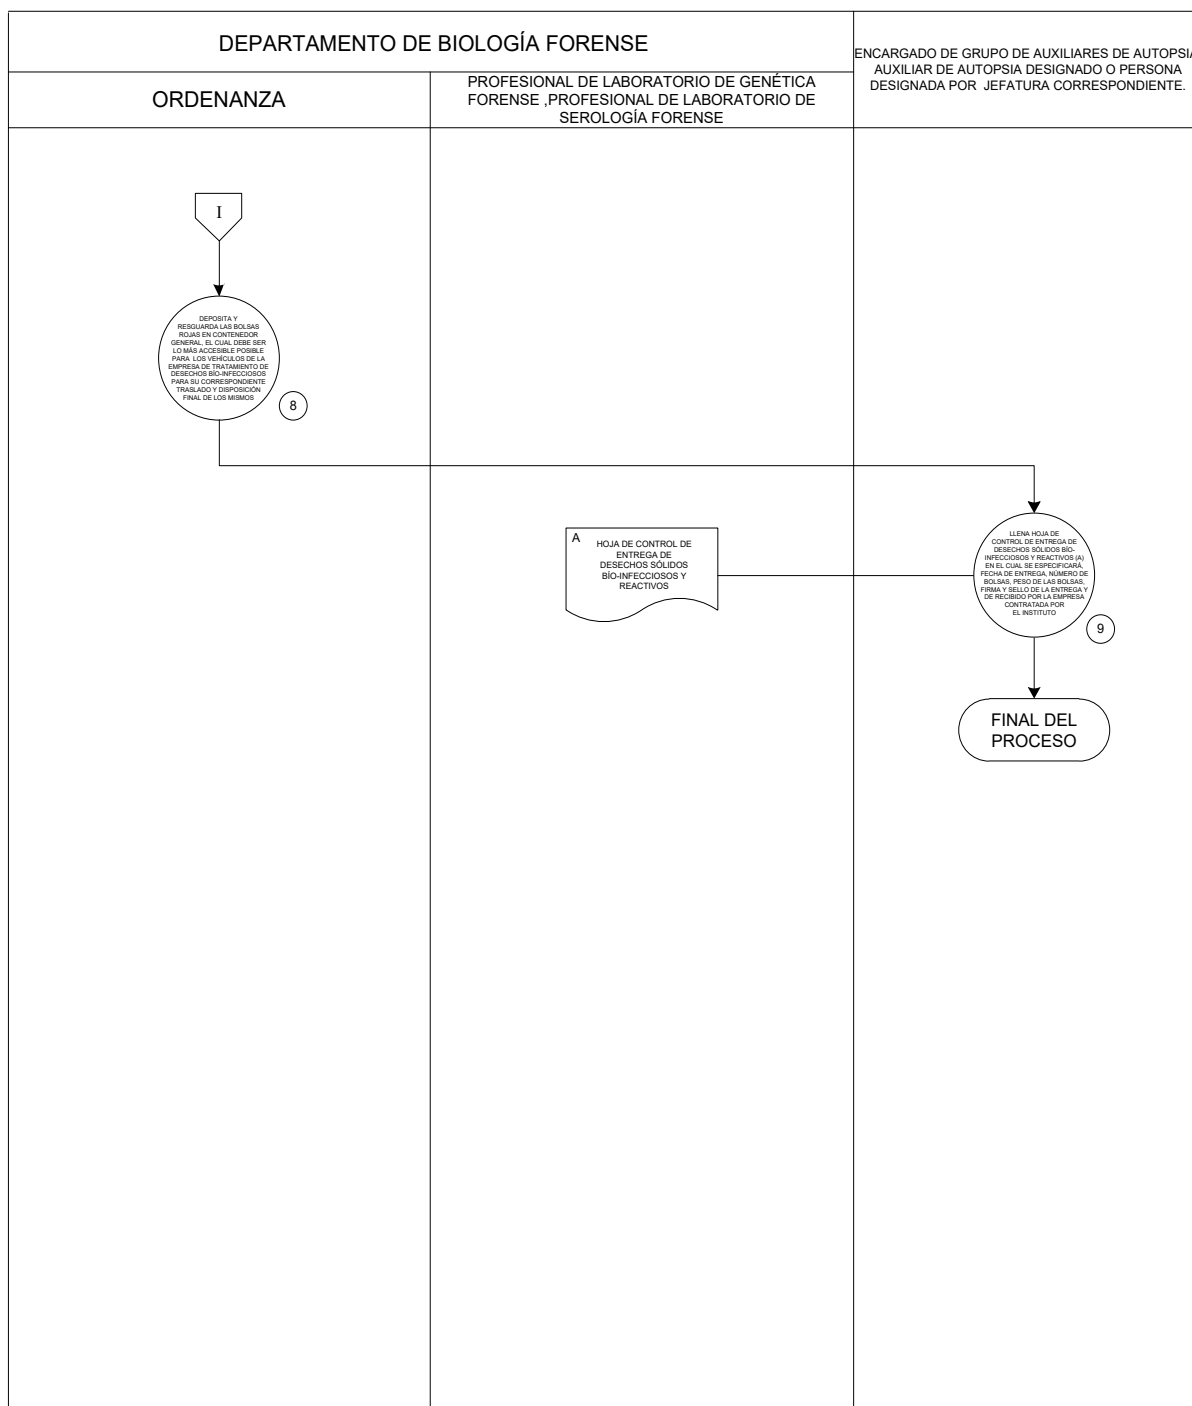 DEPARTAMENTO DE BIOLOGÍA FORENSE
ENCARGADO DE GRUPO DE AUXILIARES DE AUTOPSIA
AUXILIAR DE AUTOPSIA DESIGNADO O PERSONA
DESIGNADA POR JEFATURA CORRESPONDIENTE.
ORDENANZA
PROFESIONAL DE LABORATORIO DE GENÉTICA
FORENSE ,PROFESIONAL DE LABORATORIO DE
SEROLOGÍA FORENSE
I
DEPOSITA Y
RESGUARDA LAS BOLSAS
ROJAS EN CONTENEDOR
GENERAL, EL CUAL DEBE SER
LO MÁS ACCESIBLE POSIBLE
PARA LOS VEHÍCULOS DE LA
EMPRESA DE TRATAMIENTO DE
DESECHOS BÍO-INFECCIOSOS
PARA SU CORRESPONDIENTE
TRASLADO Y DISPOSICIÓN
FINAL DE LOS MISMOS
8
A
HOJA DE CONTROL DE
ENTREGA DE
DESECHOS SÓLIDOS
BÍO-INFECCIOSOS Y
REACTIVOS
LLENA HOJA DE
CONTROL DE ENTREGA DE
DESECHOS SÓLIDOS BÍO-
INFECCIOSOS Y REACTIVOS (A)
EN EL CUAL SE ESPECIFICARÁ,
FECHA DE ENTREGA, NÚMERO DE
BOLSAS, PESO DE LAS BOLSAS,
FIRMA Y SELLO DE LA ENTREGA Y
DE RECIBIDO POR LA EMPRESA
CONTRATADA POR
EL INSTITUTO
9
FINAL DEL
PROCESO